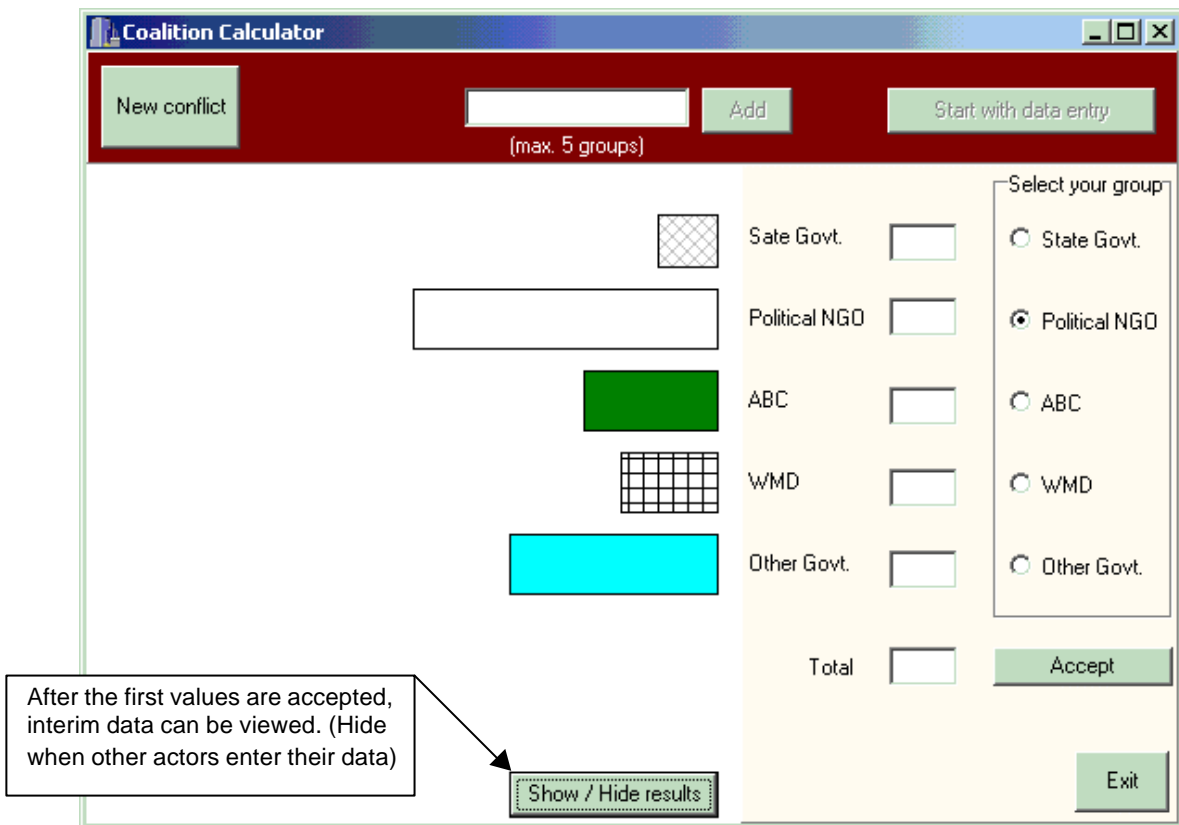 Coalition Calculator
New conflict
Add
Start with data entry
(max. 5 groups)
Select your group
Sate Govt.
State Govt.
Political NGO
Political NGO
ABC
ABC
WMD
WMD
Other Govt.
Other Govt.
Total
Accept
After the first values are accepted,
interim data can be viewed. (Hide
when other actors enter their data)
Show / Hide results
Exit